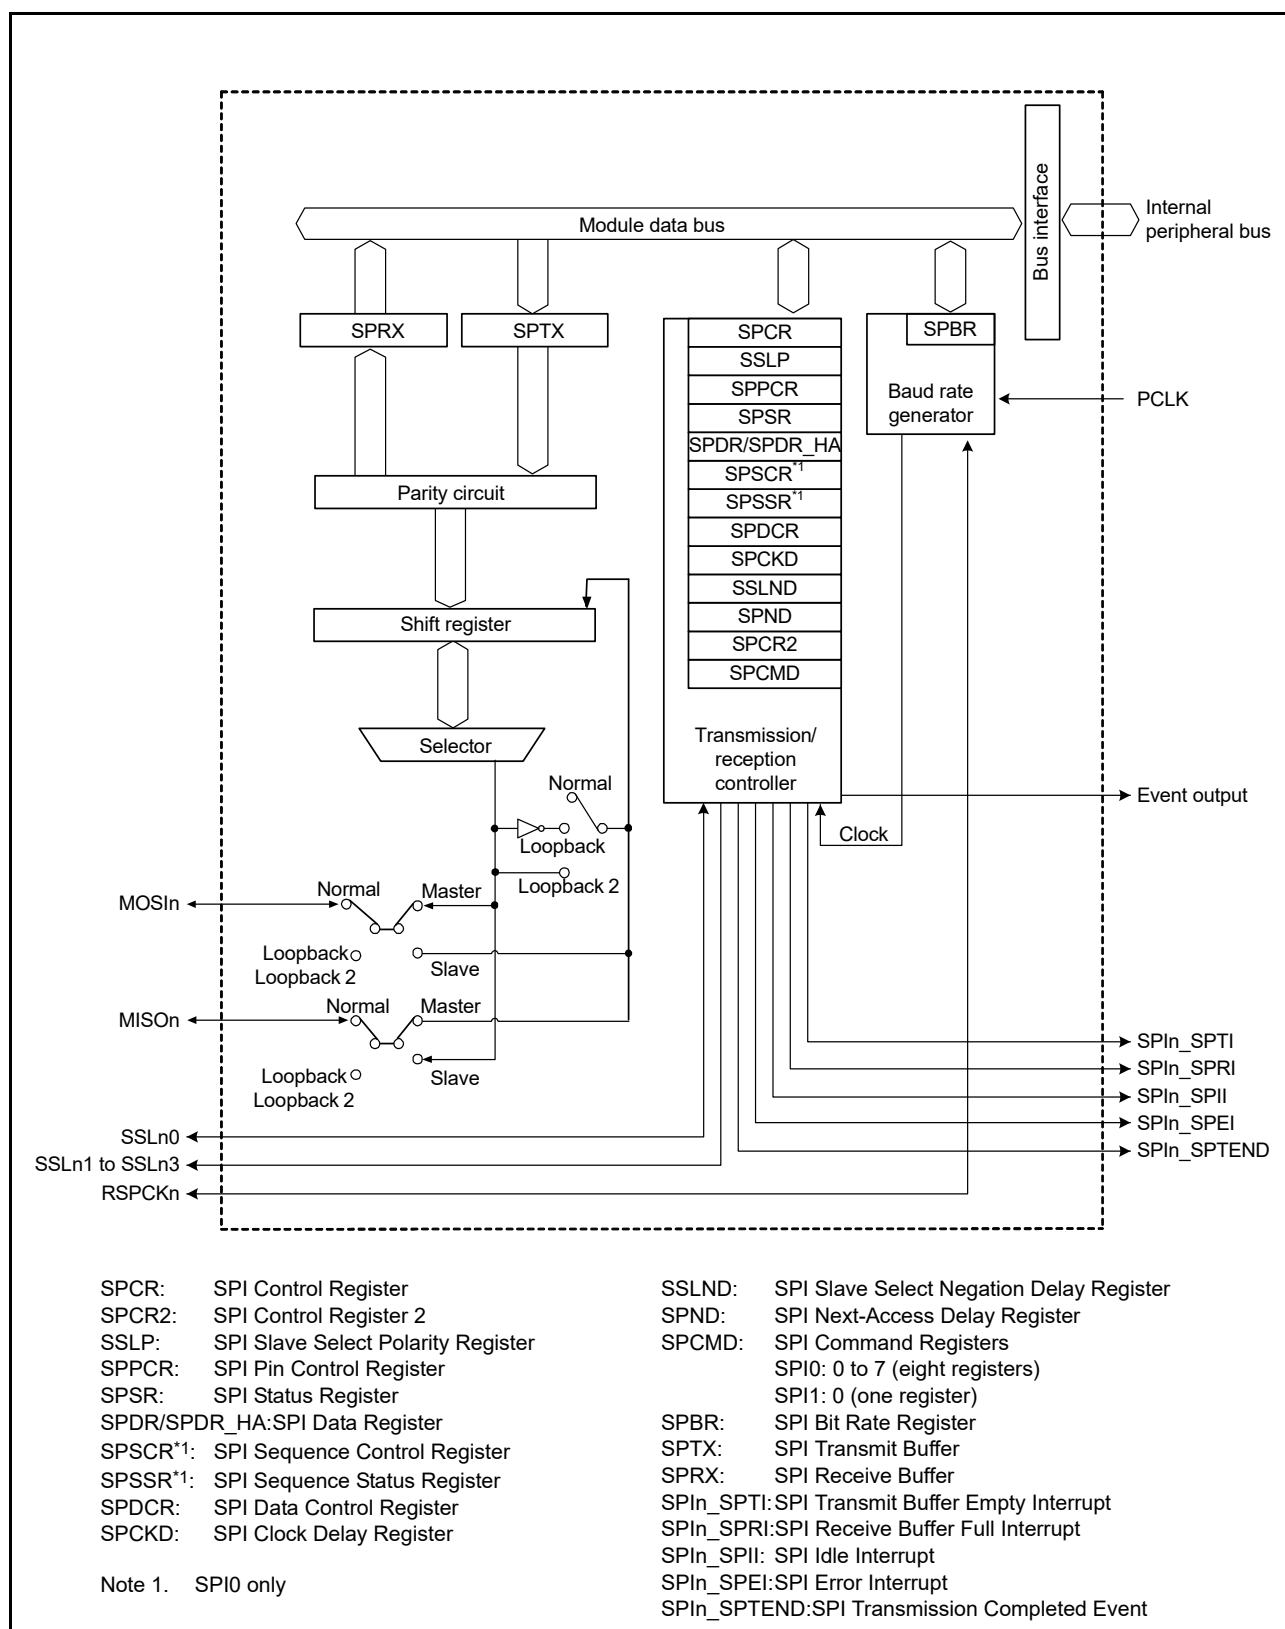 Module data bus
Bus interface
Internal
peripheral bus
SPRX
SPTX
SPCR
SSLP
SPPCR
SPSR
SPDR/SPDR_HA
SPSCR*1
SPSSR*1
SPDCR
SPCKD
SSLND
SPND
SPCR2
SPCMD
Transmission/
reception
controller
SPBR
Baud rate
generator
PCLK
Parity circuit
Shift register
Selector
Normal
Loopback
Loopback 2
Clock
Event output
MOSIn
Normal
Master
Loopback
Loopback 2
Slave
MISOn
Normal
Master
Loopback
Loopback 2
Slave
SPIn_SPTI
SPIn_SPRI
SPIn_SPII
SPIn_SPEI
SPIn_SPTEND
SSLn0
SSLn1 to SSLn3
RSPCKn
SPCR: SPI Control Register
SPCR2: SPI Control Register 2
SSLP: SPI Slave Select Polarity Register
SPPCR: SPI Pin Control Register
SPSR: SPI Status Register
SPDR/SPDR_HA:SPI Data Register
SPSCR*1: SPI Sequence Control Register
SPSSR*1: SPI Sequence Status Register
SPDCR: SPI Data Control Register
SPCKD: SPI Clock Delay Register
Note 1. SPI0 only
SSLND: SPI Slave Select Negation Delay Register
SPND: SPI Next-Access Delay Register
SPCMD: SPI Command Registers
SPI0: 0 to 7 (eight registers)
SPI1: 0 (one register)
SPBR: SPI Bit Rate Register
SPTX: SPI Transmit Buffer
SPRX: SPI Receive Buffer
SPIn_SPTI:SPI Transmit Buffer Empty Interrupt
SPIn_SPRI:SPI Receive Buffer Full Interrupt
SPIn_SPII: SPI Idle Interrupt
SPIn_SPEI:SPI Error Interrupt
SPIn_SPTEND:SPI Transmission Completed Event